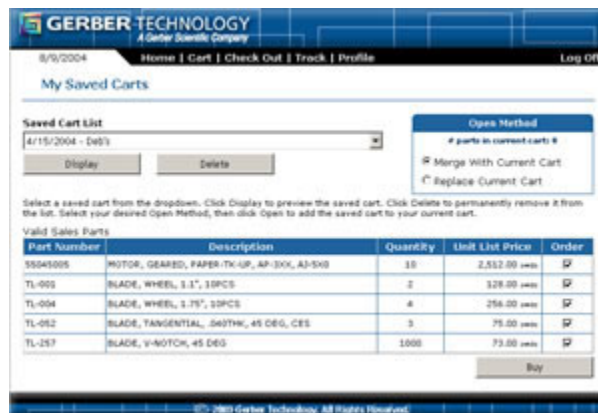 GERBER TECHNOLOGY
A Gerber Scientific Company
8/9/2004 Home | Cart | Check Out | Track | Profile Log Off
My Saved Carts
Saved Cart List
4/15/2004 - Deb's
Display Delete
Open Method
# parts in current cart:
Merge With Current Cart
Replace Current Cart
Select a saved cart from the dropdown. Click Display to preview the saved cart. Click Delete to permanently remove it from
the list. Select your desired Open Method, then click Open to add the saved cart to your current cart.
Valid Sales Parts
Part Number Description Quantity Unit List Price Order
55045005 MOTOR, GEARED, PAPER-TK-UP, AP-3XX, AJ-5X0 10 2,512.00
TL-001 BLADE, WHEEL, 1.1", 10PCS 2 128.00
TL-004 BLADE, WHEEL, 1.75", 10PCS 4 256.00
TL-052 BLADE, TANGENTIAL, .040THK, 45 DEG, CES 3 75.00
TL-257 BLADE, V-NOTCH, 45 DEG 1000 73.00
Buy
© 2003 Gerber Technology. All Rights Reserved.